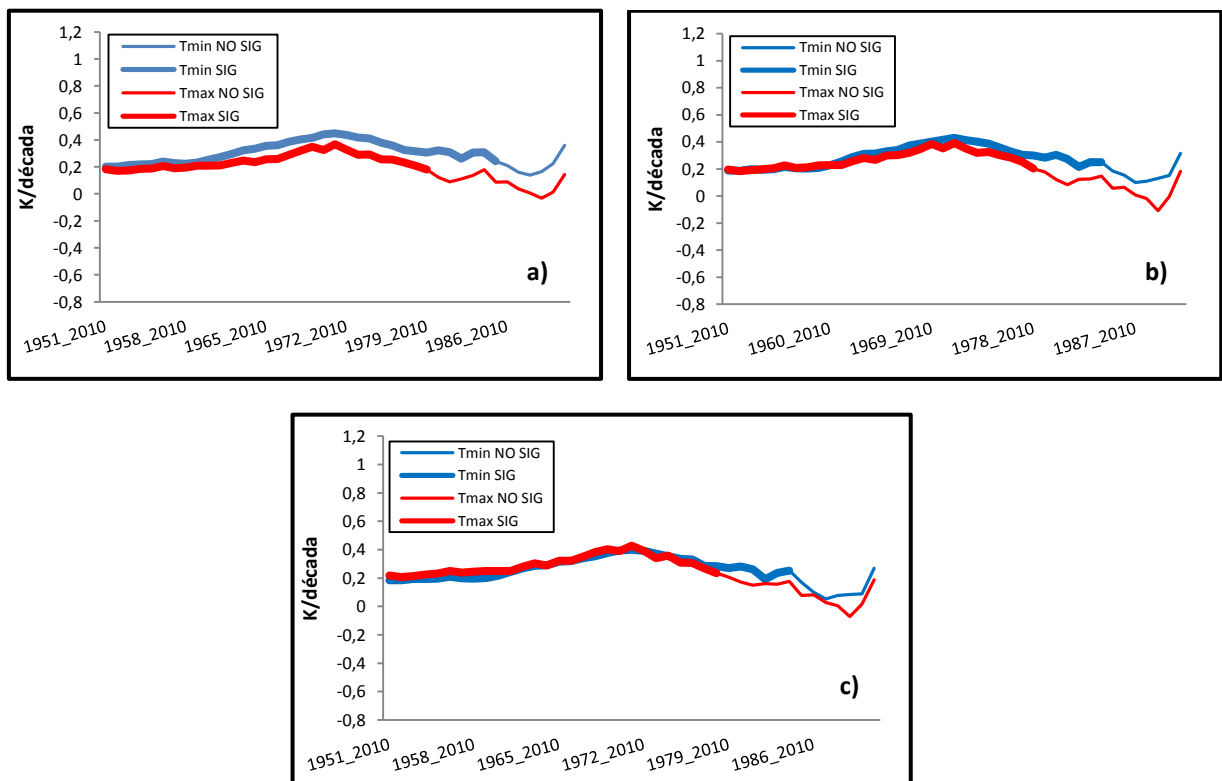 1,2
1
0,8
0,6
0,4
0,2
0
-0,2
-0,4
-0,6
-0,8
K/década
Tmin NO SIG
Tmin SIG
Tmax NO SIG
Tmax SIG
a)
1951_2010
1958_2010
1965_2010
1972_2010
1979_2010
1986_2010
1,2
1
0,8
0,6
0,4
0,2
0
-0,2
-0,4
-0,6
-0,8
K/década
Tmin NO SIG
Tmin SIG
Tmax NO SIG
Tmax SIG
b)
1951_2010
1960_2010
1969_2010
1978_2010
1987_2010
1,2
1
0,8
0,6
0,4
0,2
0
-0,2
-0,4
-0,6
-0,8
K/década
Tmin NO SIG
Tmin SIG
Tmax NO SIG
Tmax SIG
c)
1951_2010
1958_2010
1965_2010
1972_2010
1979_2010
1986_2010